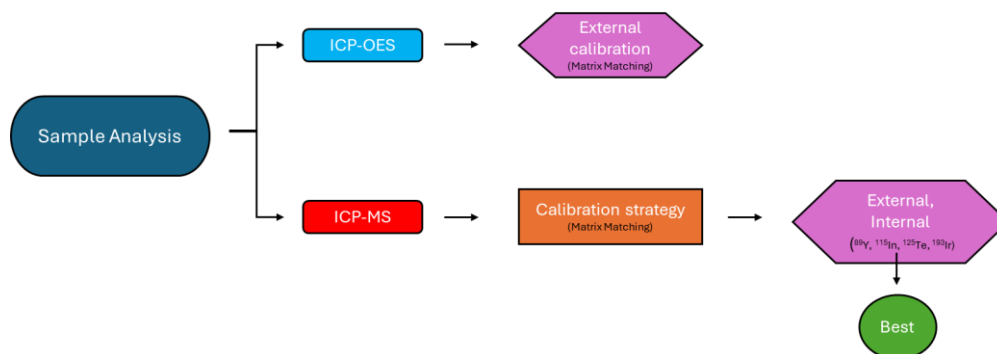 ICP-OES
External
calibration
(Matrix Matching)
Sample Analysis
ICP-MS
Calibration strategy
(Matrix Matching)
External,
Internal
(⁸⁹Y, ¹¹⁵In, ¹²⁵Te, ¹⁹³Ir)
Best